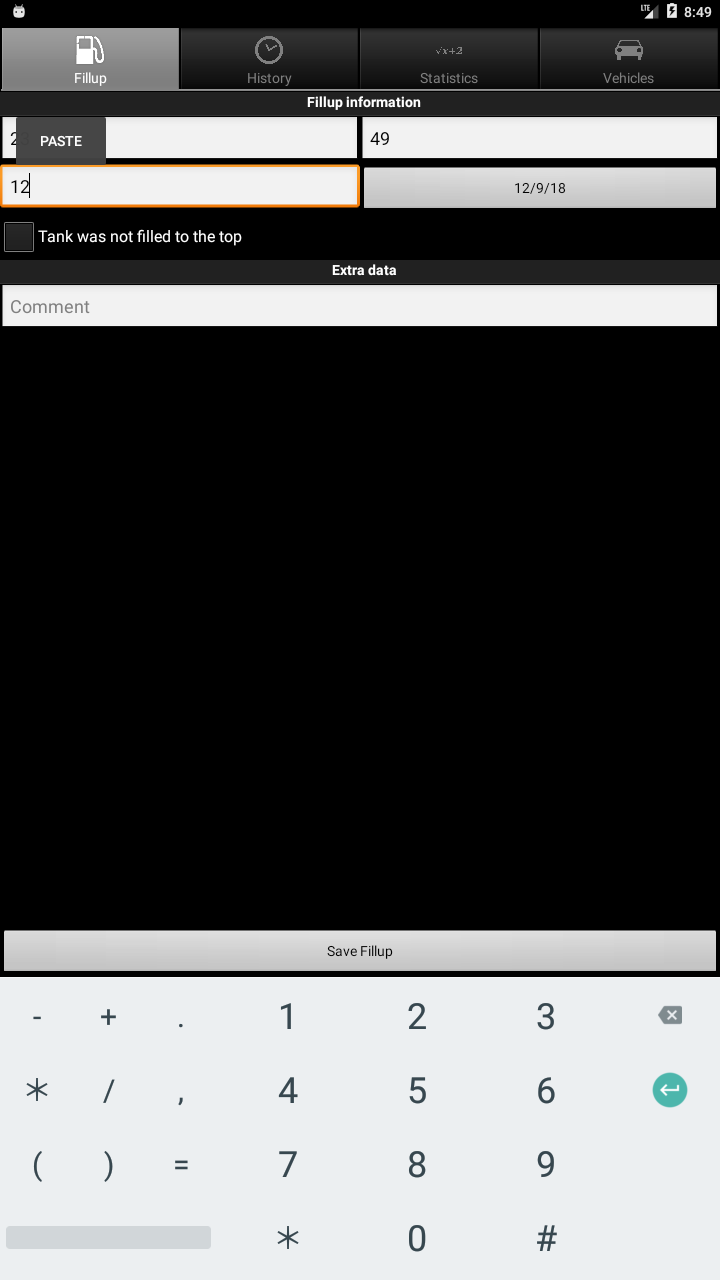 LTE 8:49
Fillup History √x+2 Statistics Vehicles
Fillup information
PASTE 49
12 12/9/18
Tank was not filled to the top
Extra data
Comment
Save Fillup
- + . 1 2 3
* / , 4 5 6
( ) = 7 8 9
* 0 #